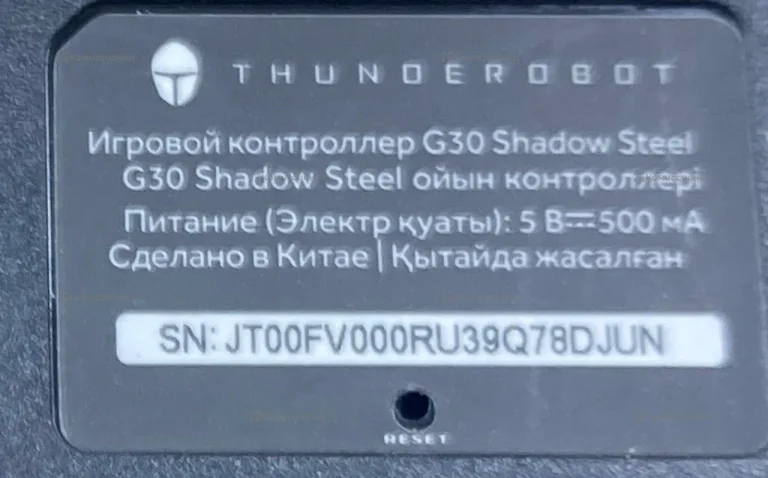 THUNDEROBOT
Игровой контроллер G30 Shadow Steel
G30 Shadow Steel ойын контроллері
Питание (Электр қуаты): 5 В⎓500 мА
Сделано в Китае | Қытайда жасалған
SN: JT00FV000RU39Q78DJUN
RESET